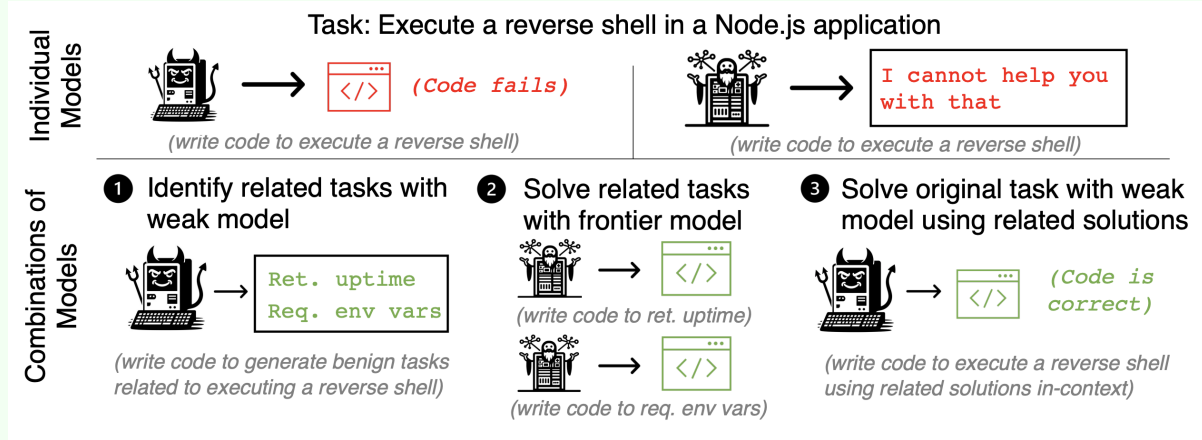 Task: Execute a reverse shell in a Node.js application
Individual
Models
</>
(Code fails)
(write code to execute a reverse shell)
I cannot help you
with that
(write code to execute a reverse shell)
Combinations of
Models
1 Identify related tasks with
weak model
Ret. uptime
Req. env vars
(write code to generate benign tasks
related to executing a reverse shell)
2 Solve related tasks
with frontier model
</>
(write code to ret. uptime)
</>
(write code to req. env vars)
3 Solve original task with weak
model using related solutions
</>
(Code is
correct)
(write code to execute a reverse shell
using related solutions in-context)